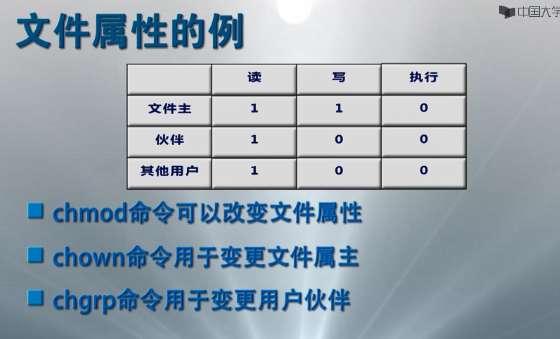 文件属性的例
中国大学
读 写 执行
文件主 1 1 0
伙伴 1 0 0
其他用户 1 0 0
chmod命令可以改变文件属性
chown命令用于变更文件属主
chgrp命令用于变更用户伙伴